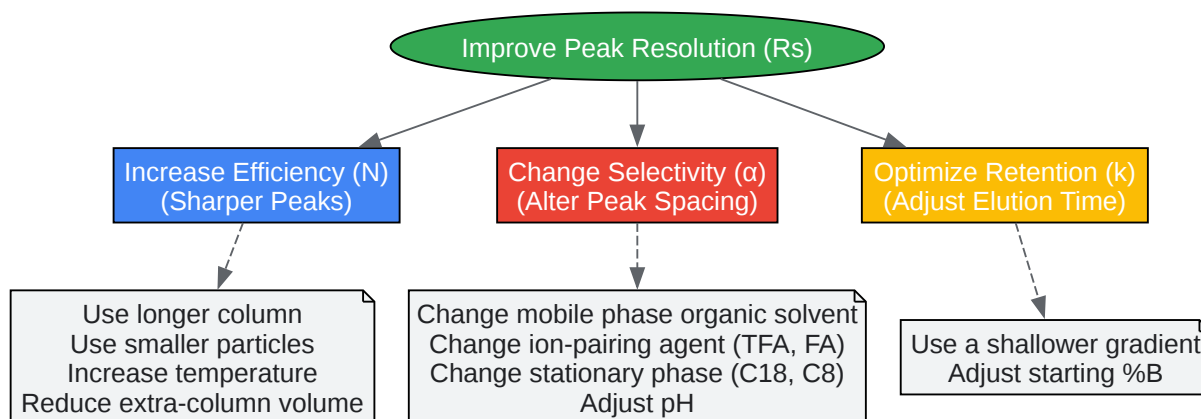 Improve Peak Resolution (Rs)
Increase Efficiency (N)
(Sharper Peaks)
Change Selectivity (α)
(Alter Peak Spacing)
Optimize Retention (k)
(Adjust Elution Time)
Use longer column
Use smaller particles
Increase temperature
Reduce extra-column volume
Change mobile phase organic solvent
Change ion-pairing agent (TFA, FA)
Change stationary phase (C18, C8)
Adjust pH
Use a shallower gradient
Adjust starting %B